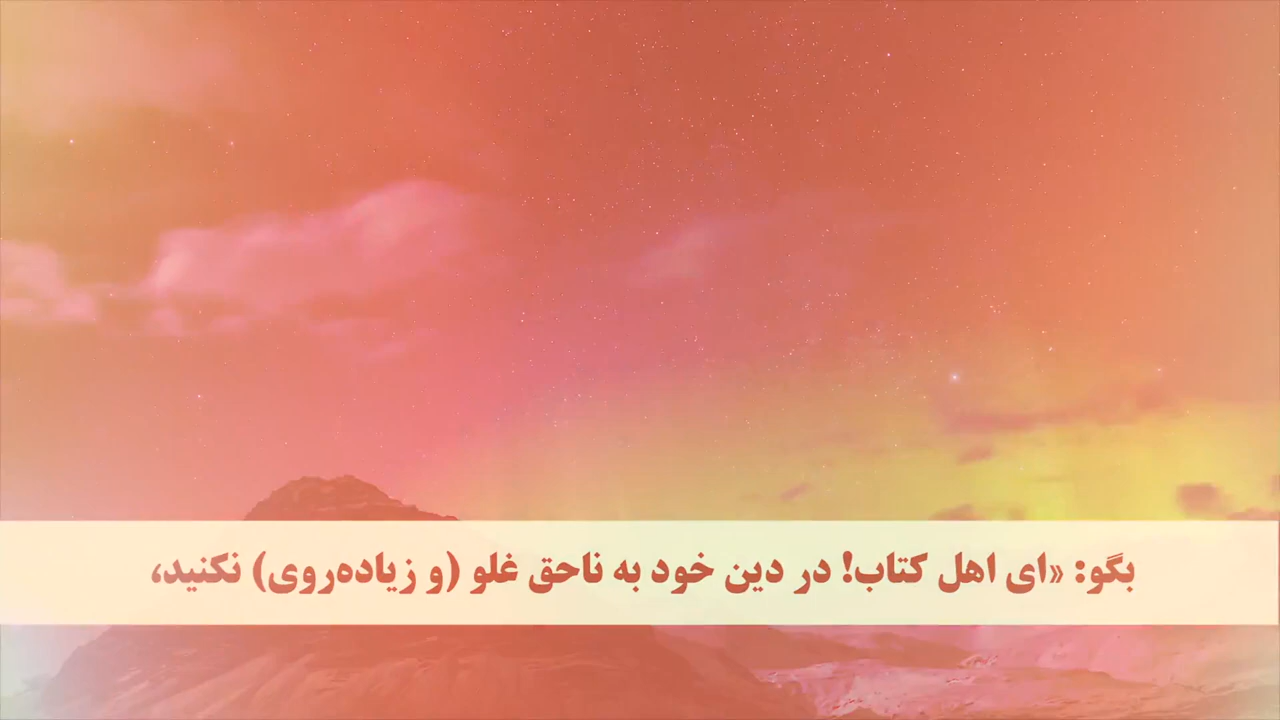 بگو: «ای اهل کتاب! در دین خود به ناحق غلو (و زیاده‌روی) نکنید،